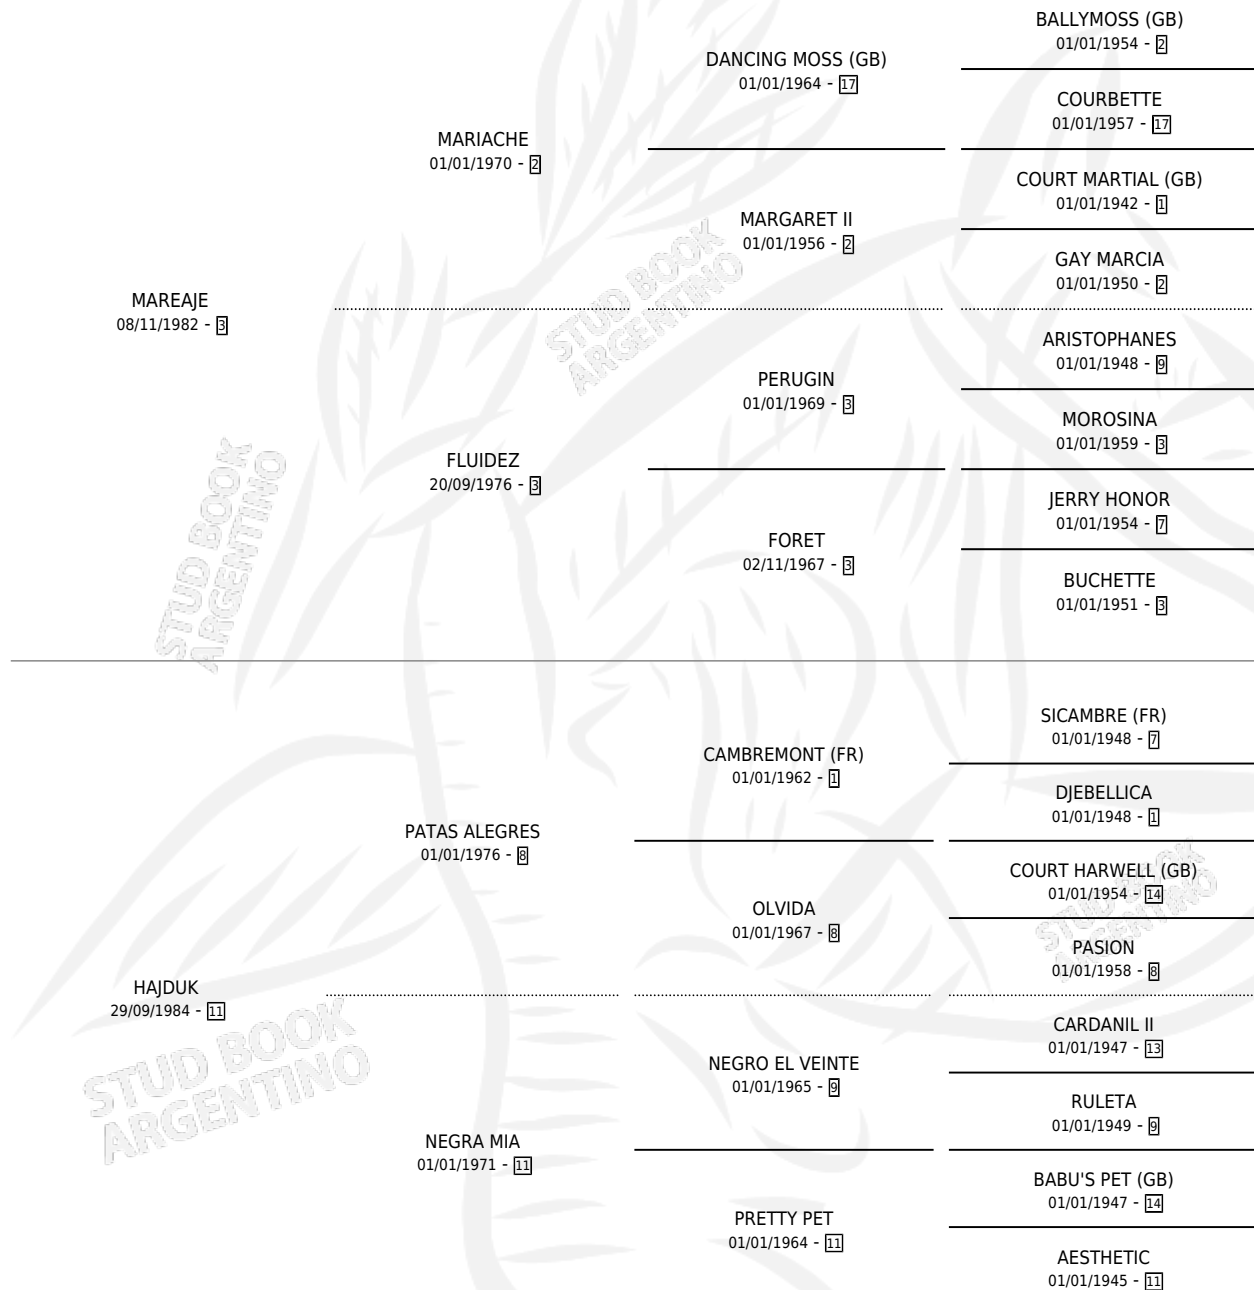 BALLYMOSS (GB)
01/01/1954 - 2
DANCING MOSS (GB)
01/01/1964 - 17
COURBETTE
01/01/1957 - 17
MARIACHE
01/01/1970 - 2
COURT MARTIAL (GB)
01/01/1942 - 1
MARGARET II
01/01/1956 - 2
GAY MARCIA
01/01/1950 - 2
MAREAJE
08/11/1982 - 3
STUD BOOK
ARGENTINO
ARISTOPHANES
01/01/1948 - 9
PERUGIN
01/01/1969 - 3
MOROSINA
01/01/1959 - 3
FLUIDEZ
20/09/1976 - 3
JERRY HONOR
01/01/1954 - 7
FORET
02/11/1967 - 3
BUCHETTE
01/01/1951 - 3
STUD BOOK
ARGENTINO
SICAMBRE (FR)
01/01/1948 - 7
CAMBREMONT (FR)
01/01/1962 - 1
DJEBELLICA
01/01/1948 - 1
PATAS ALEGRES
01/01/1976 - 8
COURT HARWELL (GB)
01/01/1954 - 14
OLVIDA
01/01/1967 - 8
PASION
01/01/1958 - 8
STUD BOOK
ARGENTINO
HAJDUK
29/09/1984 - 11
CARDANIL II
01/01/1947 - 13
NEGRO EL VEINTE
01/01/1965 - 9
RULETA
01/01/1949 - 9
STUD BOOK
ARGENTINO
NEGRA MIA
01/01/1971 - 11
BABU'S PET (GB)
01/01/1947 - 14
PRETTY PET
01/01/1964 - 11
AESTHETIC
01/01/1945 - 11